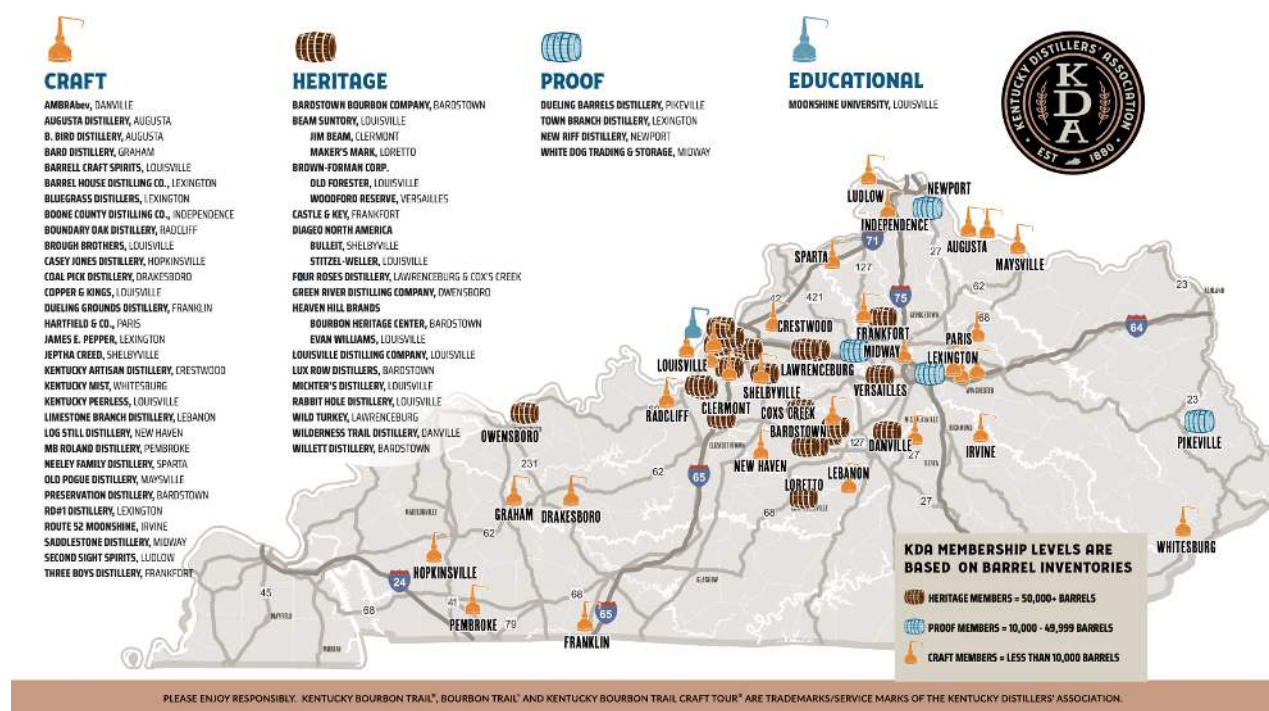 CRAFT
AMBRAbev, DANVILLE
AUGUSTA DISTILLERY, AUGUSTA
B. BIRD DISTILLERY, AUGUSTA
BARD DISTILLERY, GRAHAM
BARRELL CRAFT SPIRITS, LOUISVILLE
BARREL HOUSE DISTILLING CO., LEXINGTON
BLUEGRASS DISTILLERS, LEXINGTON
BOONE COUNTY DISTILLING CO., INDEPENDENCE
BOUNDARY OAK DISTILLERY, RADCLIFF
BROUGH BROTHERS, LOUISVILLE
CASEY JONES DISTILLERY, HOPKINSVILLE
COAL PICK DISTILLERY, DRAKESBORO
COPPER & KINGS, LOUISVILLE
DUELING GROUNDS DISTILLERY, FRANKLIN
HARTFIELD & CO., PARIS
JAMES E. PEPPER, LEXINGTON
JEPTHA CREED, SHELBYVILLE
KENTUCKY ARTISAN DISTILLERY, CRESTWOOD
KENTUCKY MIST, WHITESBURG
KENTUCKY PEERLESS, LOUISVILLE
LIMESTONE BRANCH DISTILLERY, LEBANON
LOG STILL DISTILLERY, NEW HAVEN
MB ROLAND DISTILLERY, PEMBROKE
NEELEY FAMILY DISTILLERY, SPARTA
OLD POGUE DISTILLERY, MAYSVILLE
PRESERVATION DISTILLERY, BARDSTOWN
RD#1 DISTILLERY, LEXINGTON
ROUTE 52 MOONSHINE, IRVINE
SADDLESTONE DISTILLERY, MIDWAY
SECOND SIGHT SPIRITS, LUDLOW
THREE BOYS DISTILLERY, FRANKFORT
HERITAGE
BARDSTOWN BOURBON COMPANY, BARDSTOWN
BEAM SUNTORY, LOUISVILLE
JIM BEAM, CLERMONT
MAKER'S MARK, LORETTO
BROWN-FORMAN CORP.
OLD FORESTER, LOUISVILLE
WOODFORD RESERVE, VERSAILLES
CASTLE & KEY, FRANKFORT
DIAGEO NORTH AMERICA
BULLEIT, SHELBYVILLE
STITZEL-WELLER, LOUISVILLE
FOUR ROSES DISTILLERY, LAWRENCEBURG & COX'S CREEK
GREEN RIVER DISTILLING COMPANY, OWENSBORO
HEAVEN HILL BRANDS
BOURBON HERITAGE CENTER, BARDSTOWN
EVAN WILLIAMS, LOUISVILLE
LOUISVILLE DISTILLING COMPANY, LOUISVILLE
LUX ROW DISTILLERS, BARDSTOWN
MICHTER'S DISTILLERY, LOUISVILLE
RABBIT HOLE DISTILLERY, LOUISVILLE
WILD TURKEY, LAWRENCEBURG
WILDERNESS TRAIL DISTILLERY, DANVILLE
WILLETT DISTILLERY, BARDSTOWN
PROOF
DUELING BARRELS DISTILLERY, PIKEVILLE
TOWN BRANCH DISTILLERY, LEXINGTON
NEW RIFF DISTILLERY, NEWPORT
WHITE DOG TRADING & STORAGE, MIDWAY
EDUCATIONAL
MOONSHINE UNIVERSITY, LOUISVILLE
KENTUCKY DISTILLERS' ASSOCIATION
KDA
EST 1880
LUDLOW
NEWPORT
INDEPENDENCE
71
AUGUSTA
27
MAYSVILLE
SPARTA
127
75
62
23
42
421
68
64
CRESTWOOD
FRANKFORT
GEORGETOWN
PARIS
MIDWAY
LEXINGTON
LOUISVILLE
LAWRENCEBURG
SHELBYVILLE
VERSAILLES
WINCHESTER
RADCLIFF
CLERMONT
COXS CREEK
23
OWENSBORO
BARDSTOWN
DANVILLE
RICHMOND
PIKEVILLE
127
27
IRVINE
231
62
65
NEW HAVEN
LEBANON
LORETTO
27
68
GRAHAM
DRAKESBORO
MADISONVILLE
62
WHITESBURG
HOPKINSVILLE
24
GLASGOW
45
68
41
68
65
PEMBROKE
79
FRANKLIN
MAYFIELD
MURRAY
KDA MEMBERSHIP LEVELS ARE
BASED ON BARREL INVENTORIES
HERITAGE MEMBERS = 50,000+ BARRELS
PROOF MEMBERS = 10,000 - 49,999 BARRELS
CRAFT MEMBERS = LESS THAN 10,000 BARRELS
PLEASE ENJOY RESPONSIBLY. KENTUCKY BOURBON TRAIL®, BOURBON TRAIL® AND KENTUCKY BOURBON TRAIL CRAFT TOUR® ARE TRADEMARKS/SERVICE MARKS OF THE KENTUCKY DISTILLERS' ASSOCIATION.